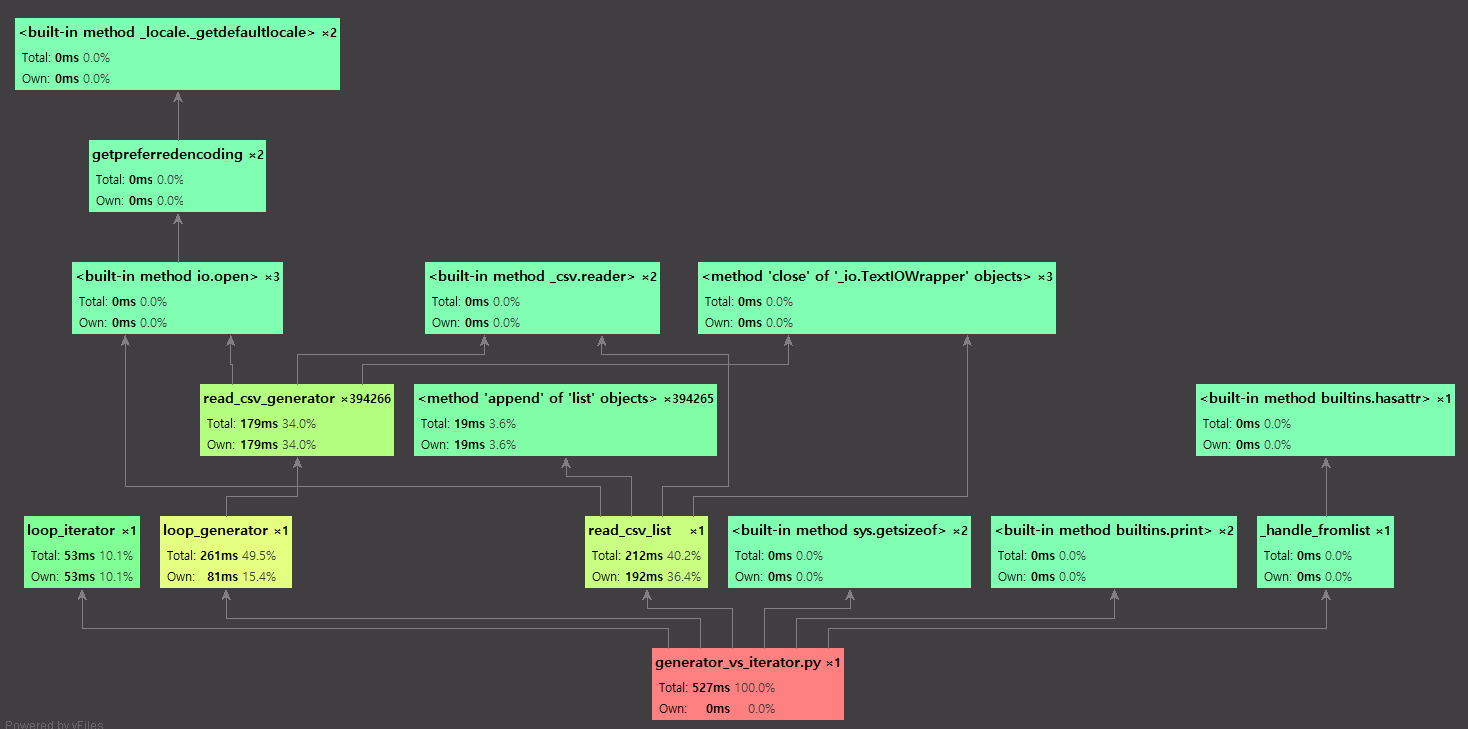 <built-in method _locale._getdefaultlocale> ×2
Total: 0ms 0.0%
Own: 0ms 0.0%
getpreferredencoding ×2
Total: 0ms 0.0%
Own: 0ms 0.0%
<built-in method io.open> ×3
Total: 0ms 0.0%
Own: 0ms 0.0%
<built-in method _csv.reader> ×2
Total: 0ms 0.0%
Own: 0ms 0.0%
<method 'close' of '_io.TextIOWrapper' objects> ×3
Total: 0ms 0.0%
Own: 0ms 0.0%
read_csv_generator ×394266
Total: 179ms 34.0%
Own: 179ms 34.0%
<method 'append' of 'list' objects> ×394265
Total: 19ms 3.6%
Own: 19ms 3.6%
<built-in method builtins.hasattr> ×1
Total: 0ms 0.0%
Own: 0ms 0.0%
loop_iterator ×1
Total: 53ms 10.1%
Own: 53ms 10.1%
loop_generator ×1
Total: 261ms 49.5%
Own: 81ms 15.4%
read_csv_list ×1
Total: 212ms 40.2%
Own: 192ms 36.4%
<built-in method sys.getsizeof> ×2
Total: 0ms 0.0%
Own: 0ms 0.0%
<built-in method builtins.print> ×2
Total: 0ms 0.0%
Own: 0ms 0.0%
_handle_fromlist ×1
Total: 0ms 0.0%
Own: 0ms 0.0%
generator_vs_iterator.py ×1
Total: 527ms 100.0%
Own: 0ms 0.0%
Powered by yFiles